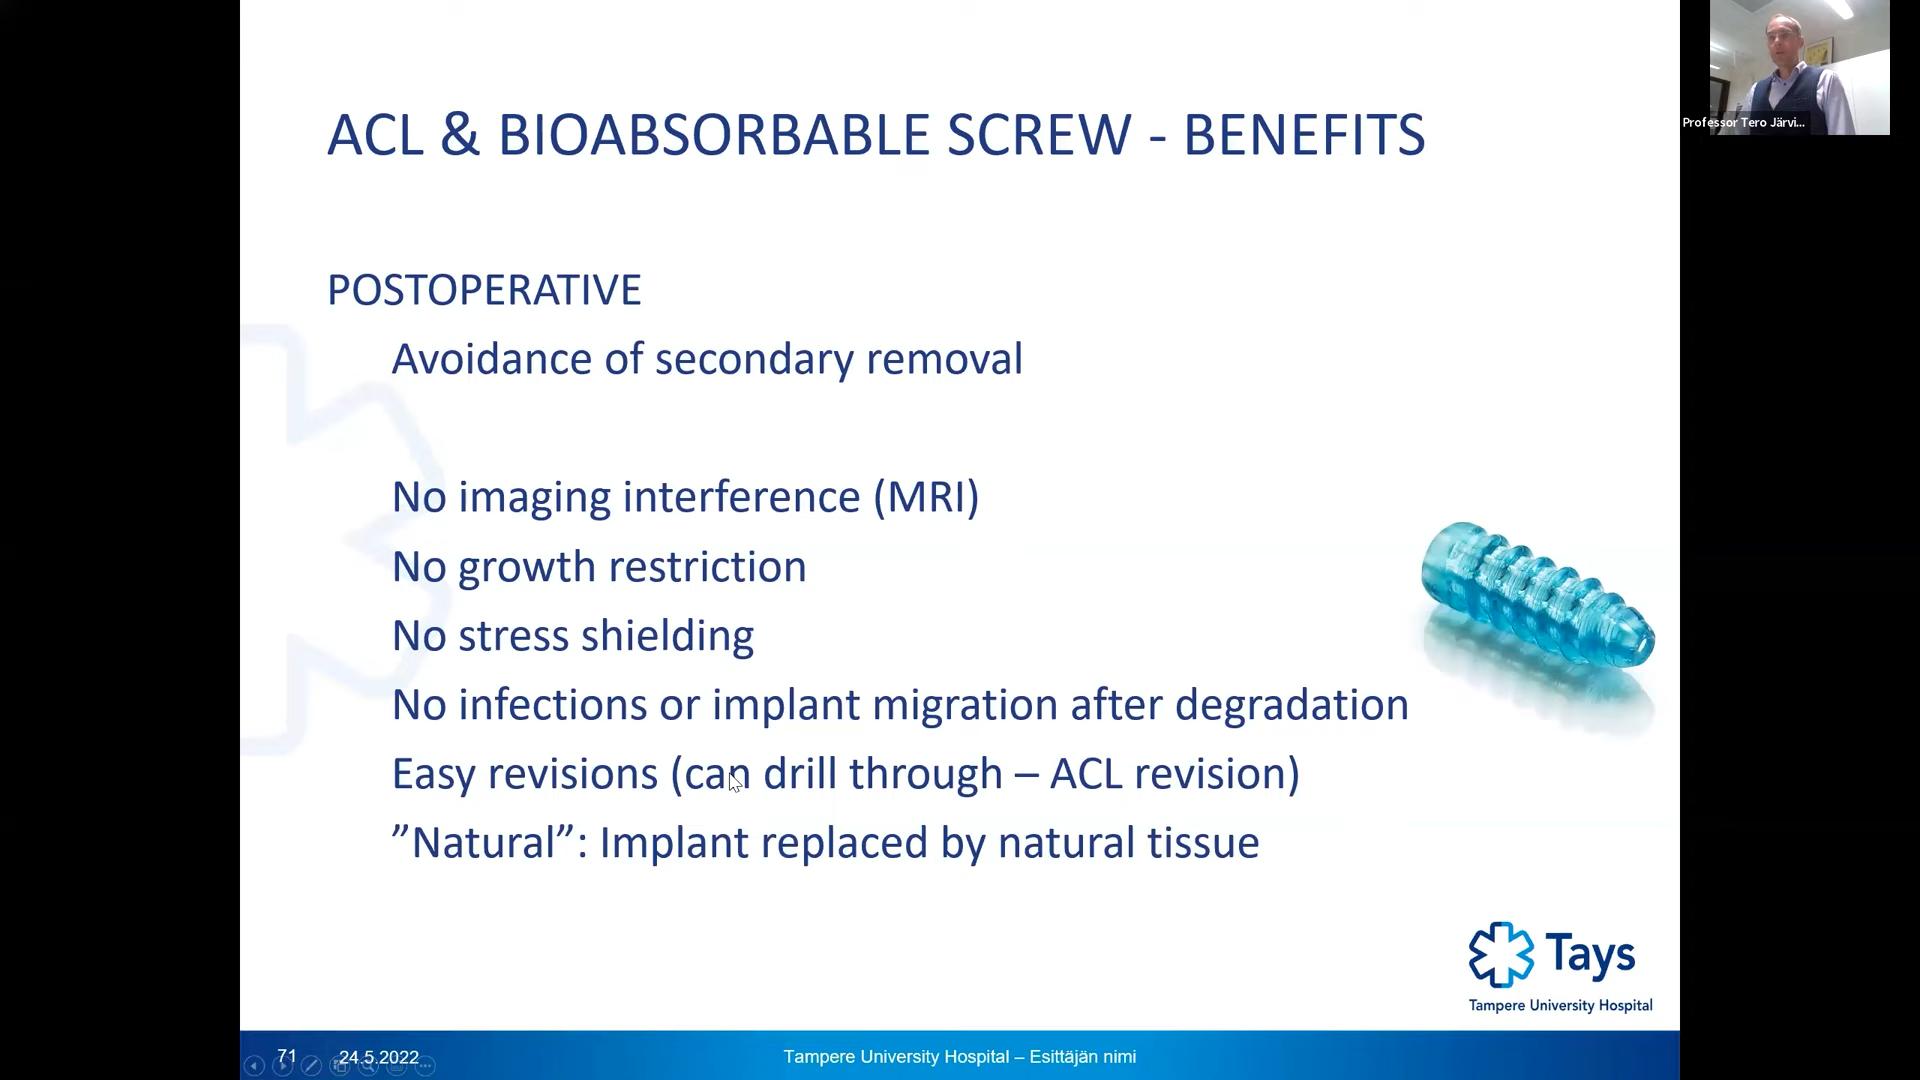 ACL & BIOABSORBABLE SCREW - BENEFITS
Professor Tero Järvi...
POSTOPERATIVE
Avoidance of secondary removal
No imaging interference (MRI)
No growth restriction
No stress shielding
No infections or implant migration after degradation
Easy revisions (can drill through – ACL revision)
”Natural”: Implant replaced by natural tissue
Tays
Tampere University Hospital
71
24.5.2022
Tampere University Hospital – Esittäjän nimi